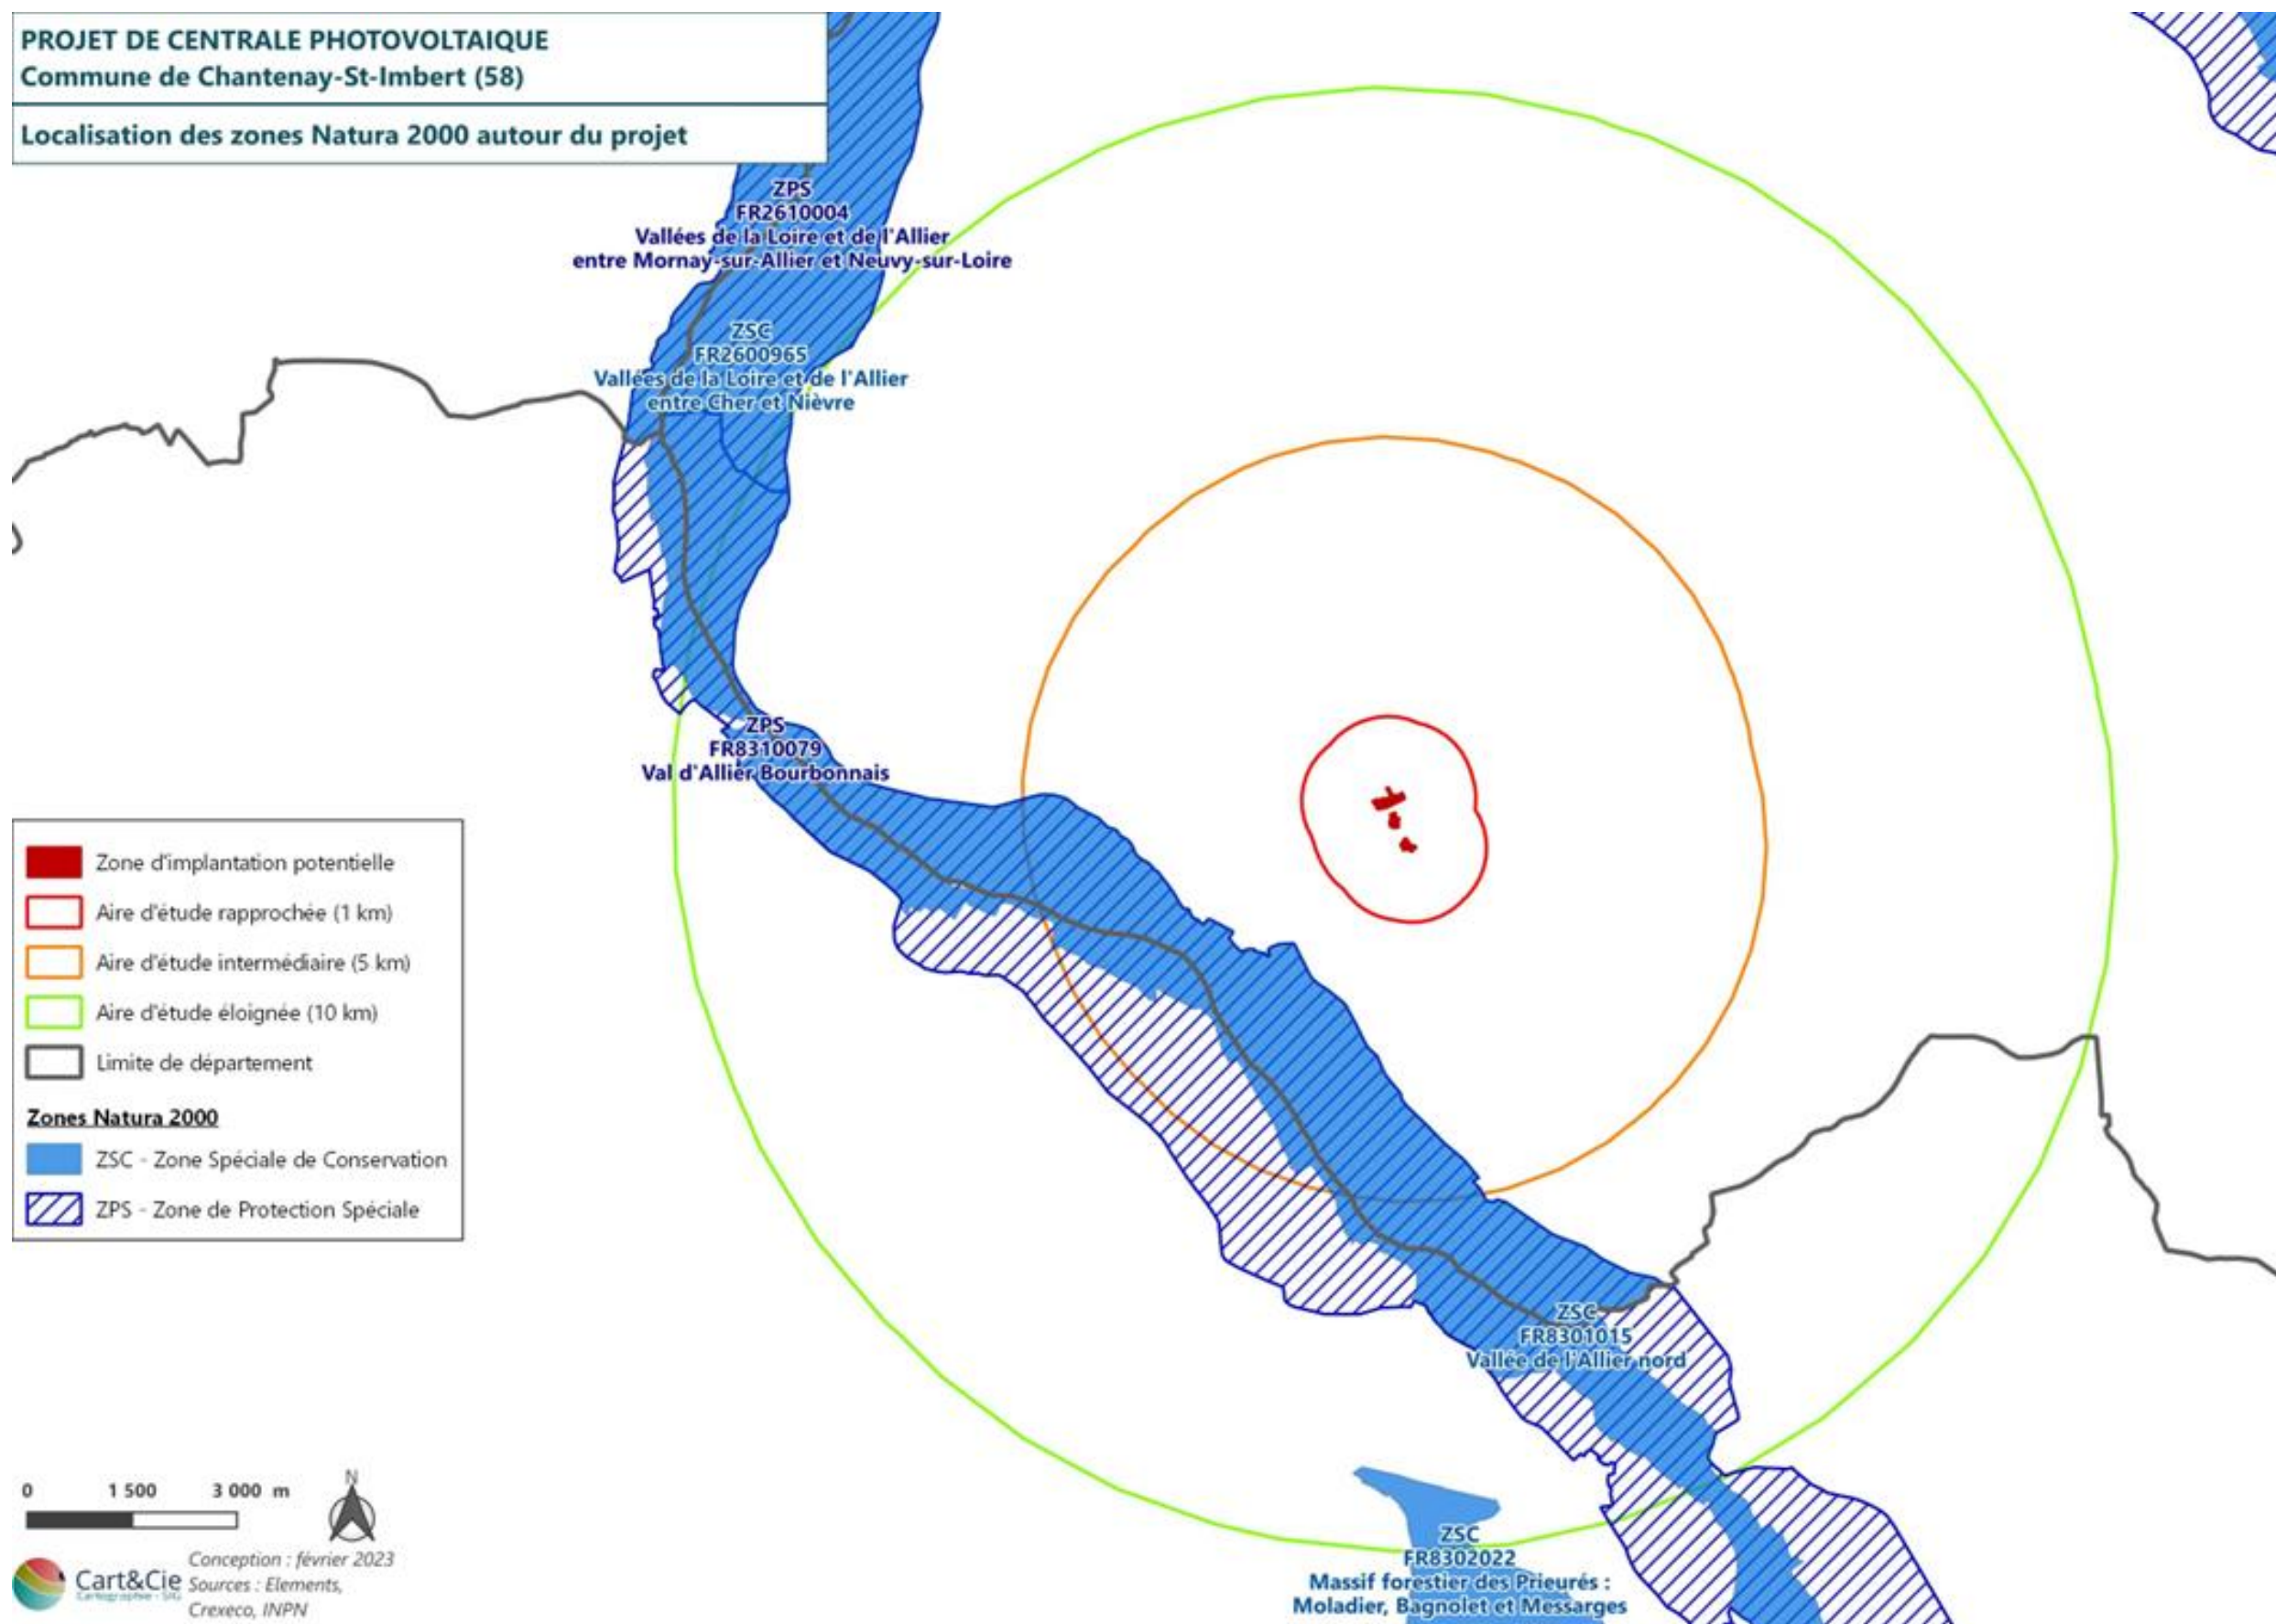 PROJET DE CENTRALE PHOTOVOLTAIQUE
Commune de Chantenay-St-Imbert (58)
Localisation des zones Natura 2000 autour du projet
ZPS
FR2610004
Vallées de la Loire et de l'Allier
entre Mornay-sur-Allier et Neuvy-sur-Loire
ZSC
FR2600965
Vallées de la Loire et de l'Allier
entre Cher et Nièvre
ZPS
FR8310079
Val d'Allier Bourbonnais
Zone d'implantation potentielle
Aire d'étude rapprochée (1 km)
Aire d'étude intermédiaire (5 km)
Aire d'étude éloignée (10 km)
Limite de département
Zones Natura 2000
ZSC - Zone Spéciale de Conservation
ZPS - Zone de Protection Spéciale
ZSC
FR8301015
Vallée de l'Allier nord
ZSC
FR8302022
Massif forestier des Prieurés :
Moladier, Bagnolet et Messarges
0 1 500 3 000 m
N
Conception : février 2023
Sources : Elements,
Crexeco, INPN
Cart&Cie
Cartographie - SIG